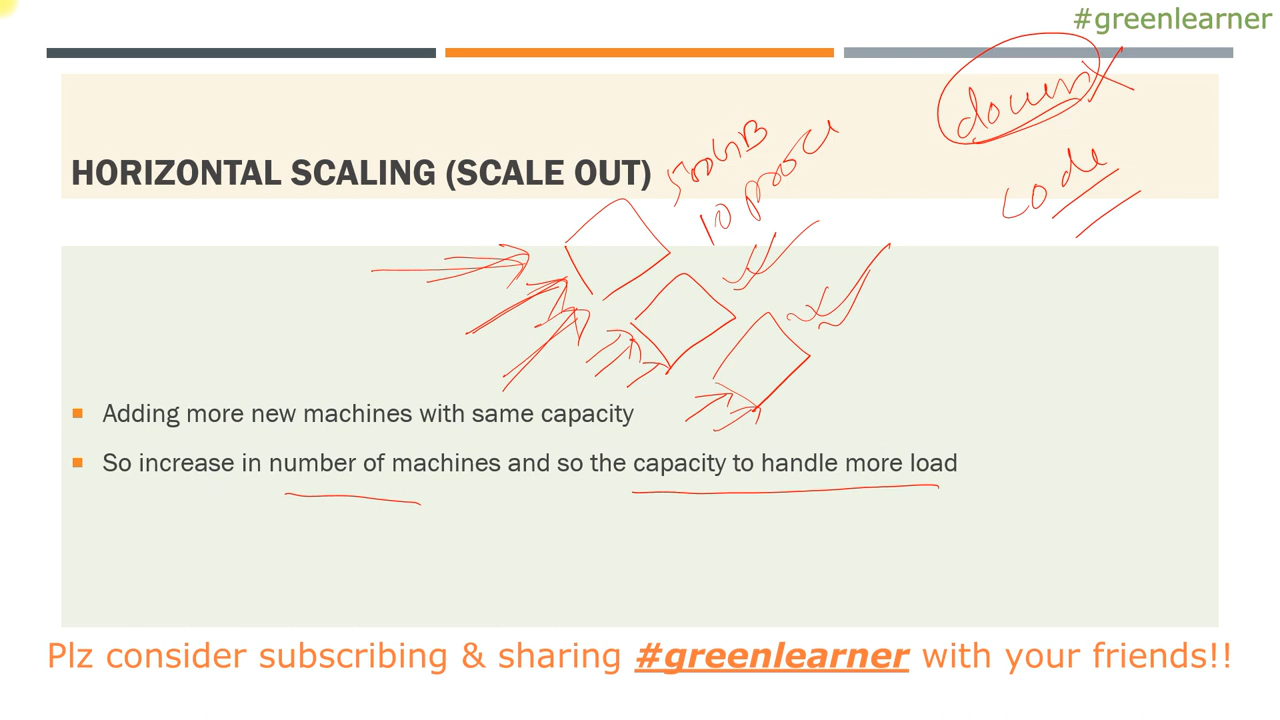 #greenlearner
HORIZONTAL SCALING (SCALE OUT)
500GB
code
Adding more new machines with same capacity
So increase in number of machines and so the capacity to handle more load
Plz consider subscribing & sharing #greenlearner with your friends!!